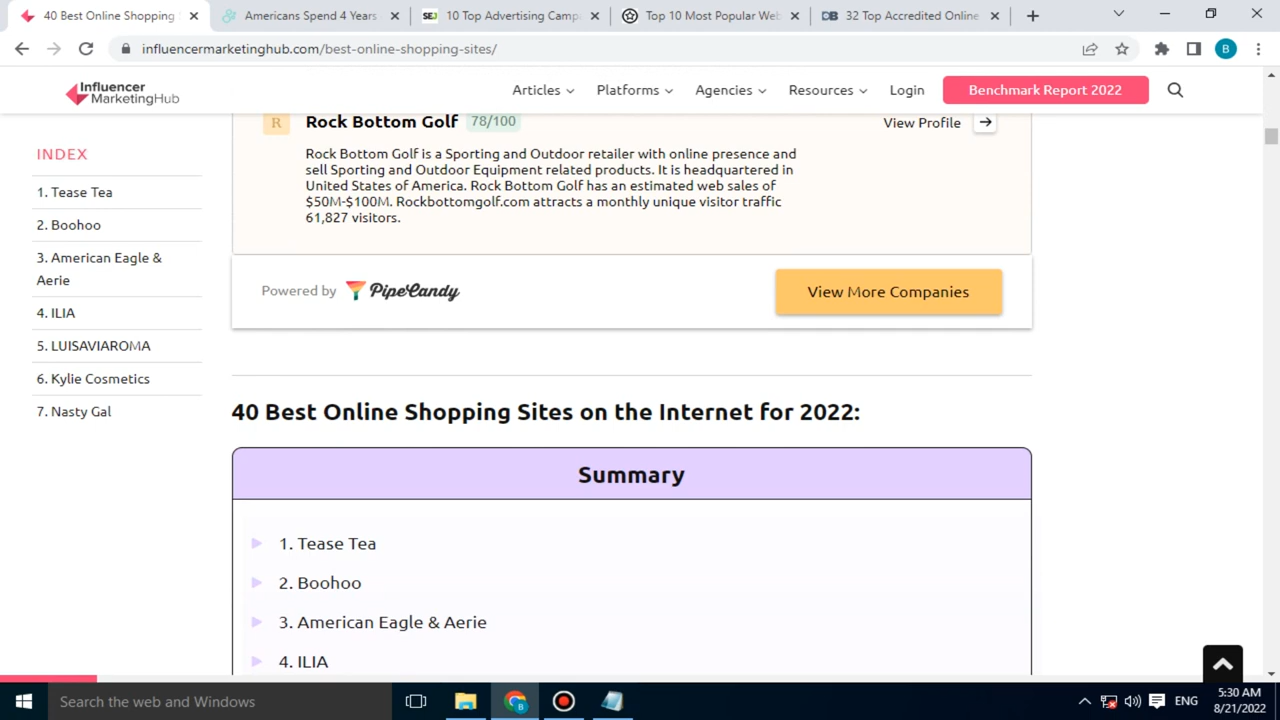 40 Best Online Shopping
Americans Spend 4 Years
SEJ
10 Top Advertising Camp
Top 10 Most Popular Web
DB
32 Top Accredited Online
influencermarketinghub.com/best-online-shopping-sites/
B
Influencer
MarketingHub
Articles
Platforms
Agencies
Resources
Login
Benchmark Report 2022
INDEX
1. Tease Tea
2. Boohoo
3. American Eagle &
Aerie
4. ILIA
5. LUISAVIAROMA
6. Kylie Cosmetics
7. Nasty Gal
R
Rock Bottom Golf
78/100
View Profile
Rock Bottom Golf is a Sporting and Outdoor retailer with online presence and
sell Sporting and Outdoor Equipment related products. It is headquartered in
United States of America. Rock Bottom Golf has an estimated web sales of
$50M-$100M. Rockbottomgolf.com attracts a monthly unique visitor traffic
61,827 visitors.
Powered by
PipeCandy
View More Companies
40 Best Online Shopping Sites on the Internet for 2022:
Summary
1. Tease Tea
2. Boohoo
3. American Eagle & Aerie
4. ILIA
Search the web and Windows
B
ENG
5:30 AM
8/21/2022